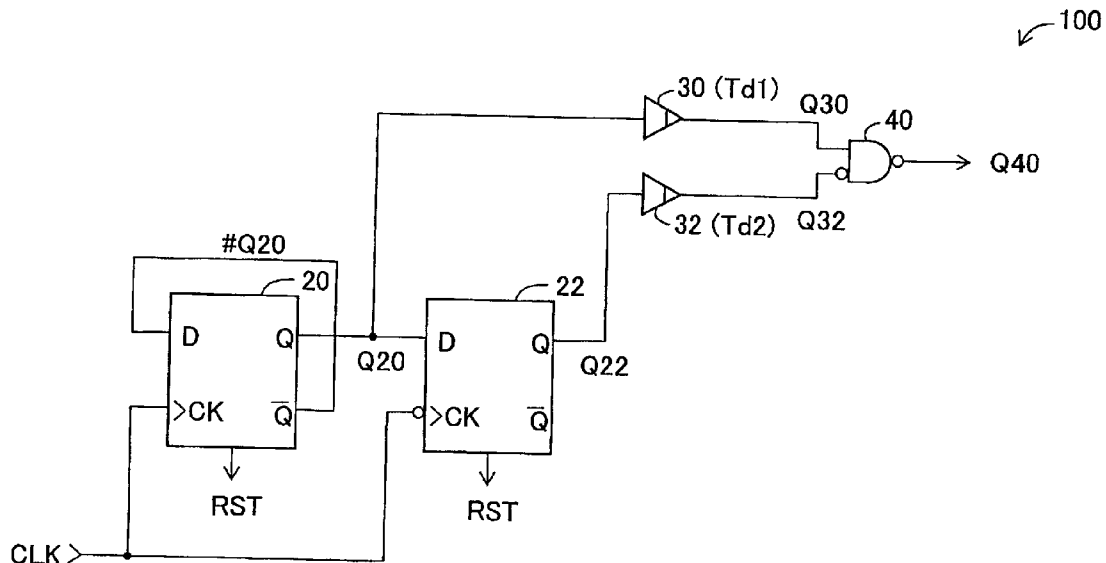 100
30 (Td1)
Q30
40
Q40
32 (Td2)
Q32
#Q20
20
22
D
Q
Q20
D
Q
Q22
>CK
Q̅
>CK
Q̅
RST
RST
CLK